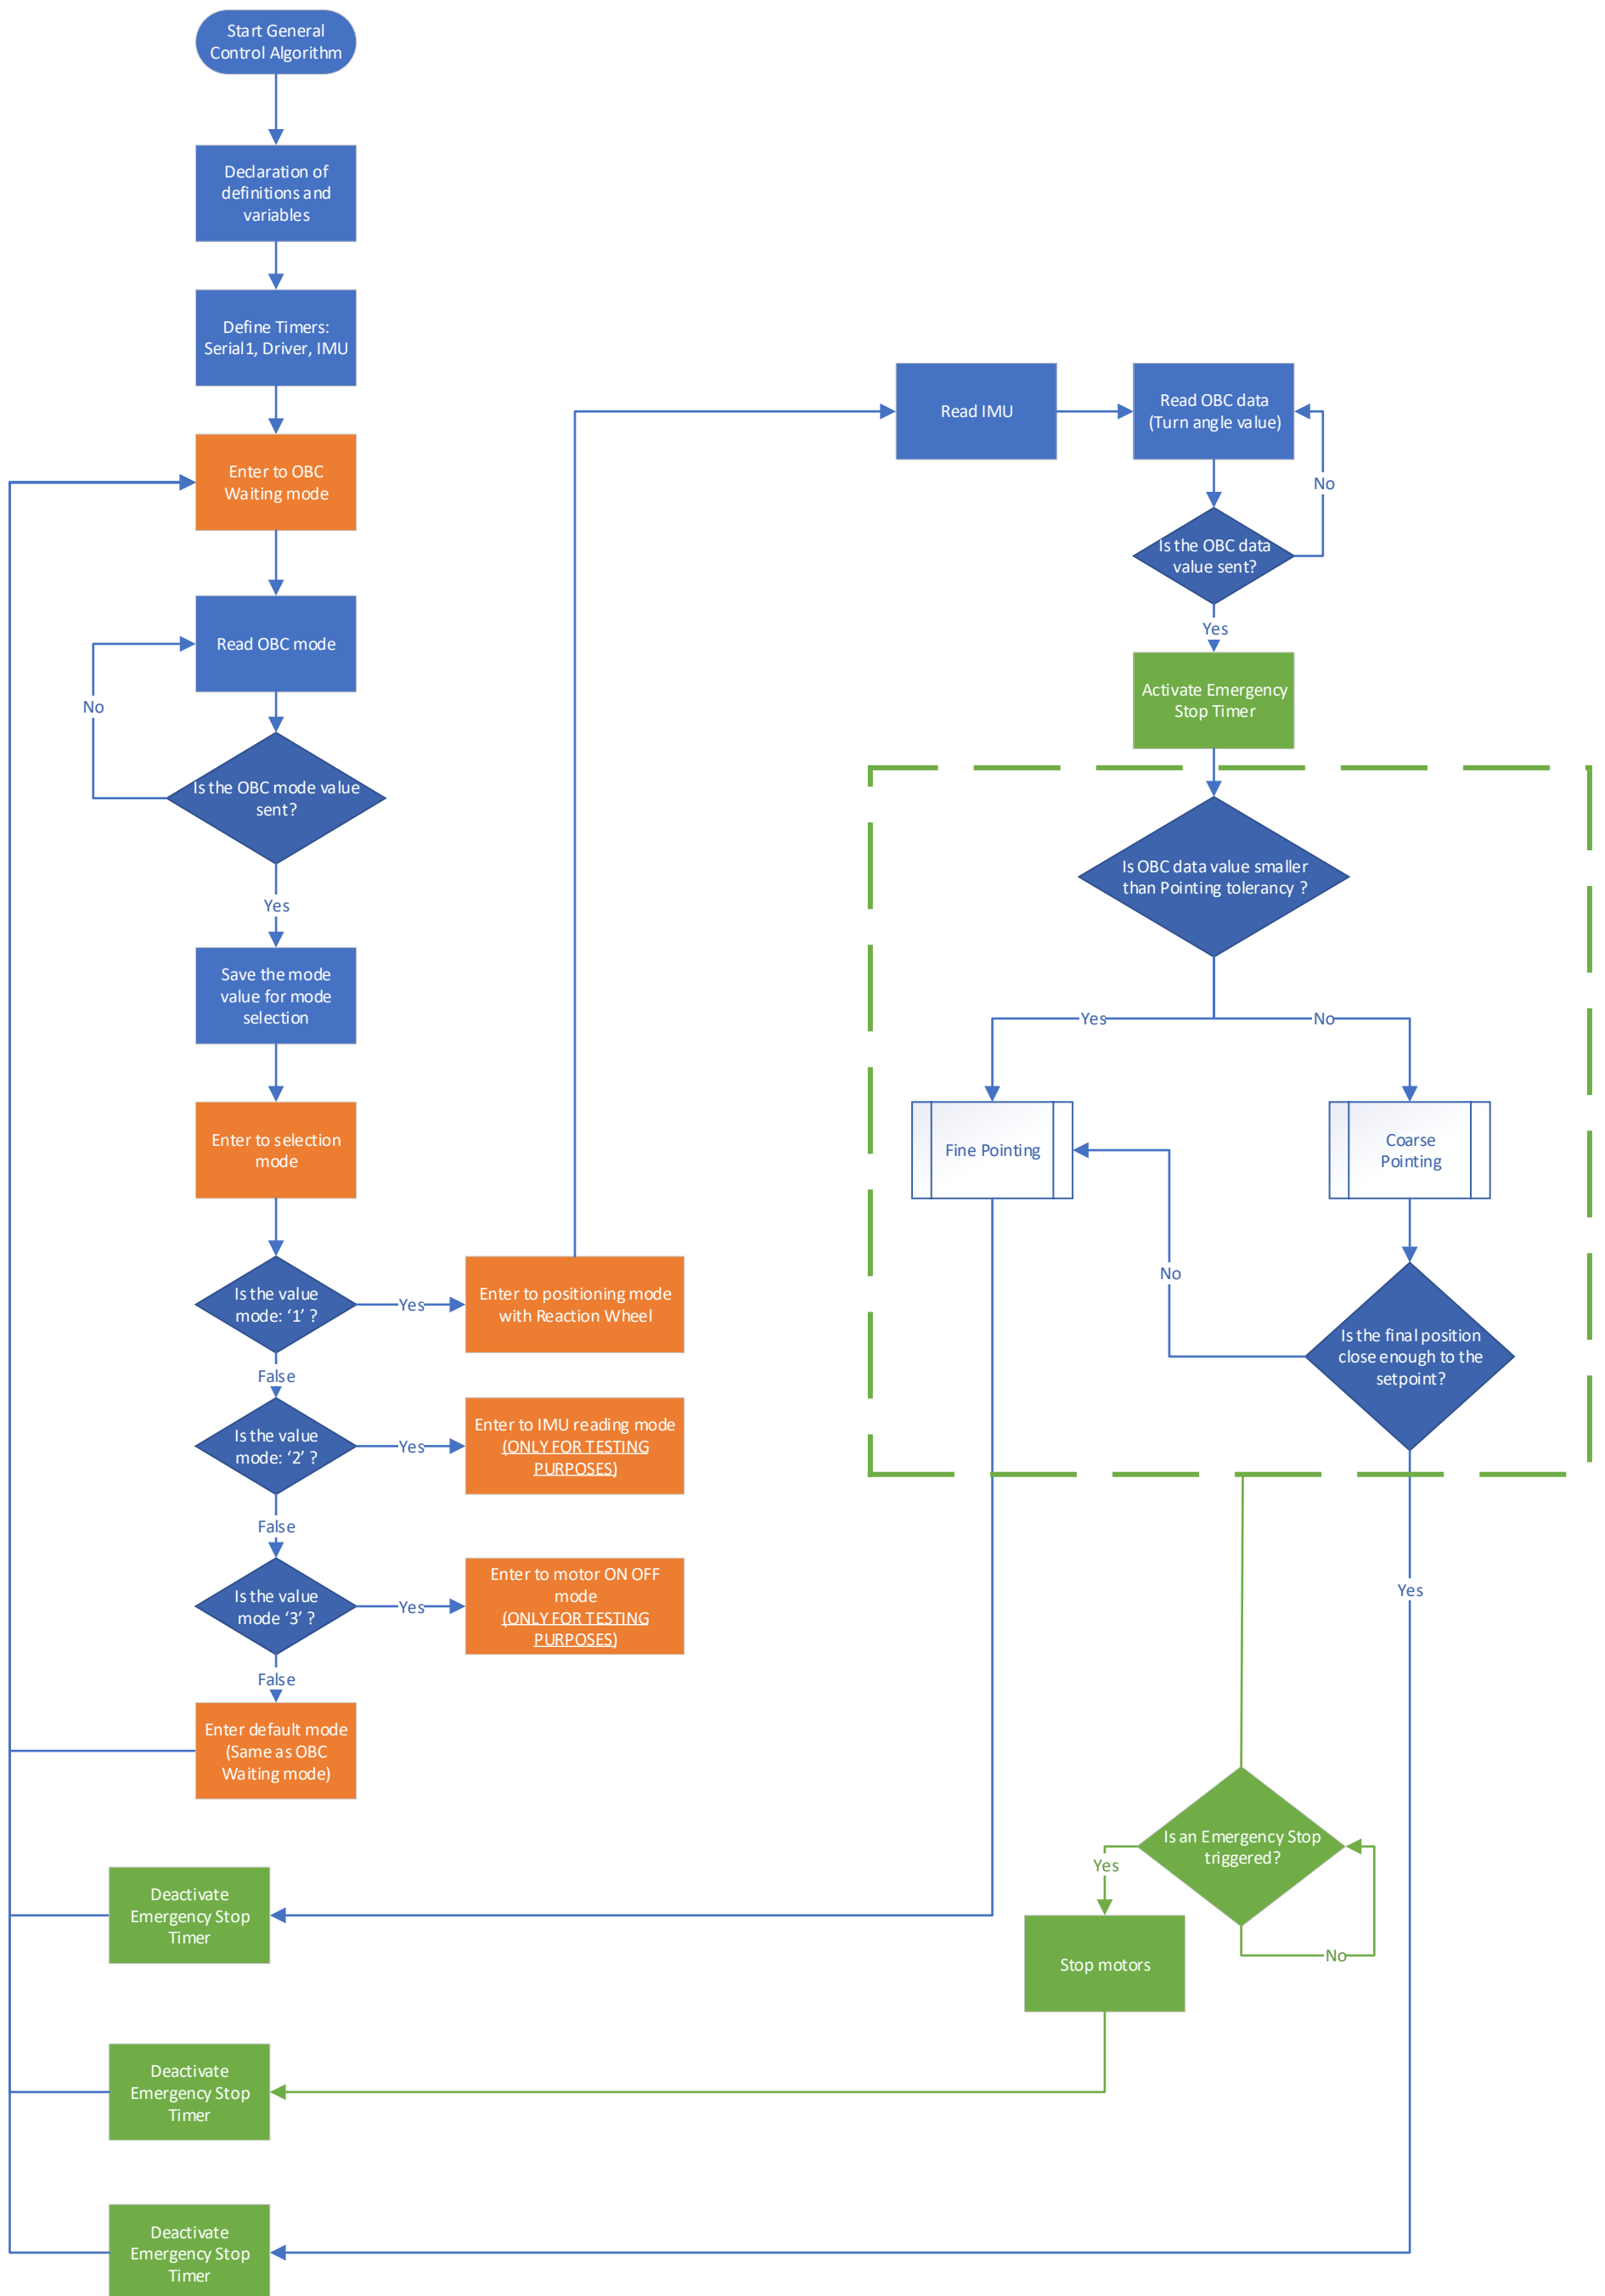 Start General
Control Algorithm
Declaration of
definitions and
variables
Define Timers:
Serial1, Driver, IMU
Enter to OBC
Waiting mode
Read OBC mode
No
Is the OBC mode value
sent?
Yes
Save the mode
value for mode
selection
Enter to selection
mode
Is the value
mode: ‘1’ ?
Yes
Enter to positioning mode
with Reaction Wheel
False
Is the value
mode: ‘2’ ?
Yes
Enter to IMU reading mode
(ONLY FOR TESTING
PURPOSES)
False
Is the value
mode ‘3’ ?
Yes
Enter to motor ON OFF
mode
(ONLY FOR TESTING
PURPOSES)
False
Enter default mode
(Same as OBC
Waiting mode)
Read IMU
Read OBC data
(Turn angle value)
No
Is the OBC data
value sent?
Yes
Activate Emergency
Stop Timer
Is OBC data value smaller
than Pointing tolerancy ?
Yes
No
Fine Pointing
Coarse
Pointing
No
Is the final position
close enough to the
setpoint?
Yes
Is an Emergency Stop
triggered?
Yes
No
Stop motors
Deactivate
Emergency Stop
Timer
Deactivate
Emergency Stop
Timer
Deactivate
Emergency Stop
Timer